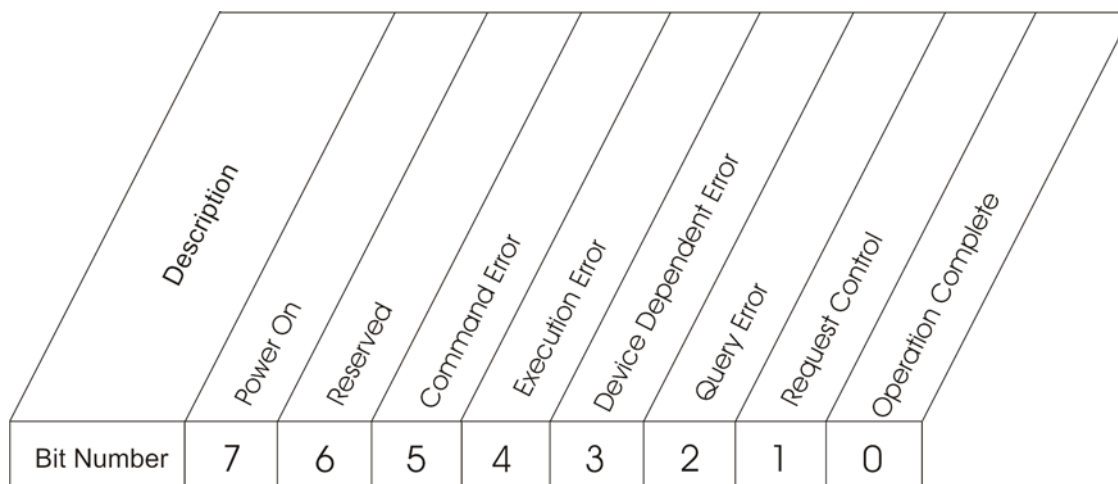 Description
Power On
Reserved
Command Error
Execution Error
Device Dependent Error
Query Error
Request Control
Operation Complete
Bit Number 7 6 5 4 3 2 1 0